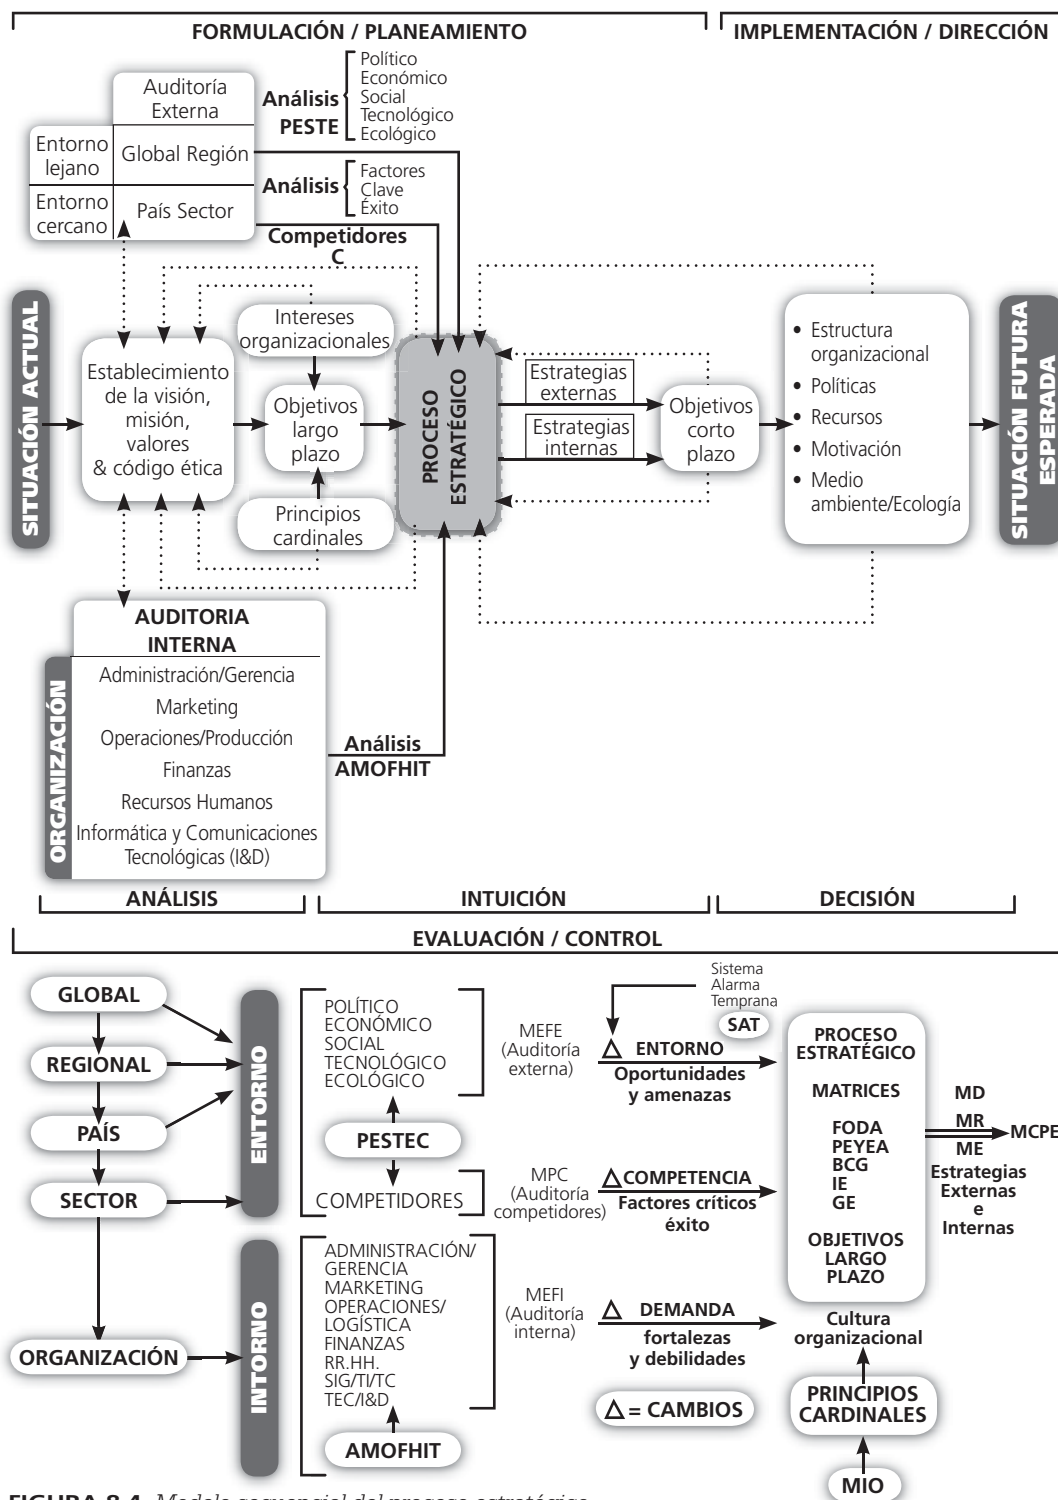 FORMULACIÓN / PLANEAMIENTO
IMPLEMENTACIÓN / DIRECCIÓN
Auditoría
Externa
Entorno
lejano
Global Región
Entorno
cercano
País Sector
Análisis
PESTE
Político
Económico
Social
Tecnológico
Ecológico
Análisis
Factores
Clave
Éxito
Competidores
C
SITUACIÓN ACTUAL
Establecimiento
de la visión,
misión,
valores
& código ética
Intereses
organizacionales
Objetivos
largo
plazo
Principios
cardinales
PROCESO
ESTRATÉGICO
Estrategias
externas
Estrategias
internas
Objetivos
corto
plazo
• Estructura
organizacional
• Políticas
• Recursos
• Motivación
• Medio
ambiente/Ecología
SITUACIÓN FUTURA
ESPERADA
AUDITORIA
INTERNA
ORGANIZACIÓN
Administración/Gerencia
Marketing
Operaciones/Producción
Finanzas
Recursos Humanos
Informática y Comunicaciones
Tecnológicas (I&D)
Análisis
AMOFHIT
ANÁLISIS
INTUICIÓN
DECISIÓN
EVALUACIÓN / CONTROL
GLOBAL
REGIONAL
PAÍS
SECTOR
ORGANIZACIÓN
ENTORNO
INTORNO
POLÍTICO
ECONÓMICO
SOCIAL
TECNOLÓGICO
ECOLÓGICO
PESTEC
COMPETIDORES
ADMINISTRACIÓN/
GERENCIA
MARKETING
OPERACIONES/
LOGÍSTICA
FINANZAS
RR.HH.
SIG/TI/TC
TEC/I&D
AMOFHIT
MEFE
(Auditoría
externa)
MPC
(Auditoría
competidores)
MEFI
(Auditoría
interna)
Sistema
Alarma
Temprana
SAT
Δ ENTORNO
Oportunidades
y amenazas
Δ COMPETENCIA
Factores críticos
éxito
Δ DEMANDA
fortalezas
y debilidades
Δ = CAMBIOS
PROCESO
ESTRATÉGICO
MATRICES
FODA
PEYEA
BCG
IE
GE
OBJETIVOS
LARGO
PLAZO
Cultura
organizacional
PRINCIPIOS
CARDINALES
MIO
MD
MR
ME
MCPE
Estrategias
Externas
e
Internas
FIGURA 8.4 Modelo secuencial del proceso estratégico